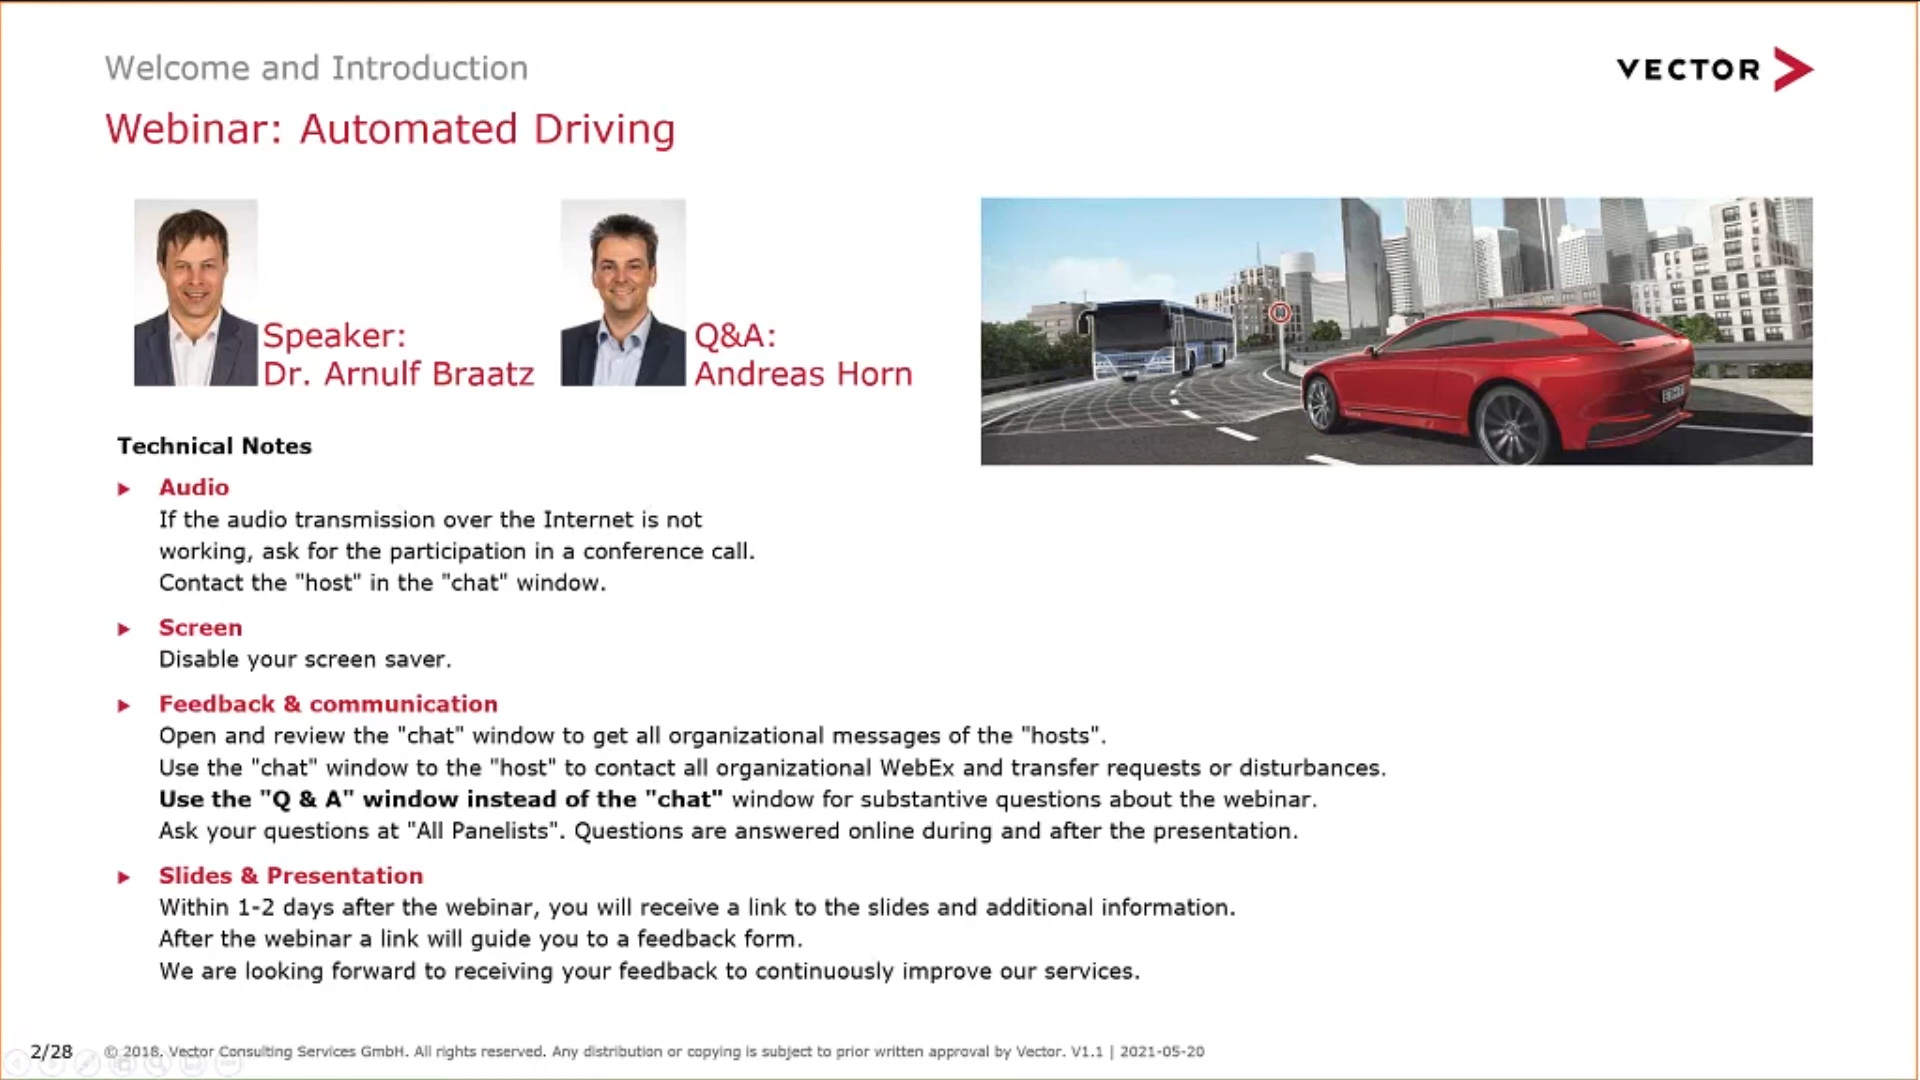 Welcome and Introduction
VECTOR
Webinar: Automated Driving
Speaker:
Dr. Arnulf Braatz
Q&A:
Andreas Horn
Technical Notes
Audio
If the audio transmission over the Internet is not
working, ask for the participation in a conference call.
Contact the "host" in the "chat" window.
Screen
Disable your screen saver.
Feedback & communication
Open and review the "chat" window to get all organizational messages of the "hosts".
Use the "chat" window to the "host" to contact all organizational WebEx and transfer requests or disturbances.
Use the "Q & A" window instead of the "chat" window for substantive questions about the webinar.
Ask your questions at "All Panelists". Questions are answered online during and after the presentation.
Slides & Presentation
Within 1-2 days after the webinar, you will receive a link to the slides and additional information.
After the webinar a link will guide you to a feedback form.
We are looking forward to receiving your feedback to continuously improve our services.
2/28
© 2018. Vector Consulting Services GmbH. All rights reserved. Any distribution or copying is subject to prior written approval by Vector. V1.1 | 2021-05-20